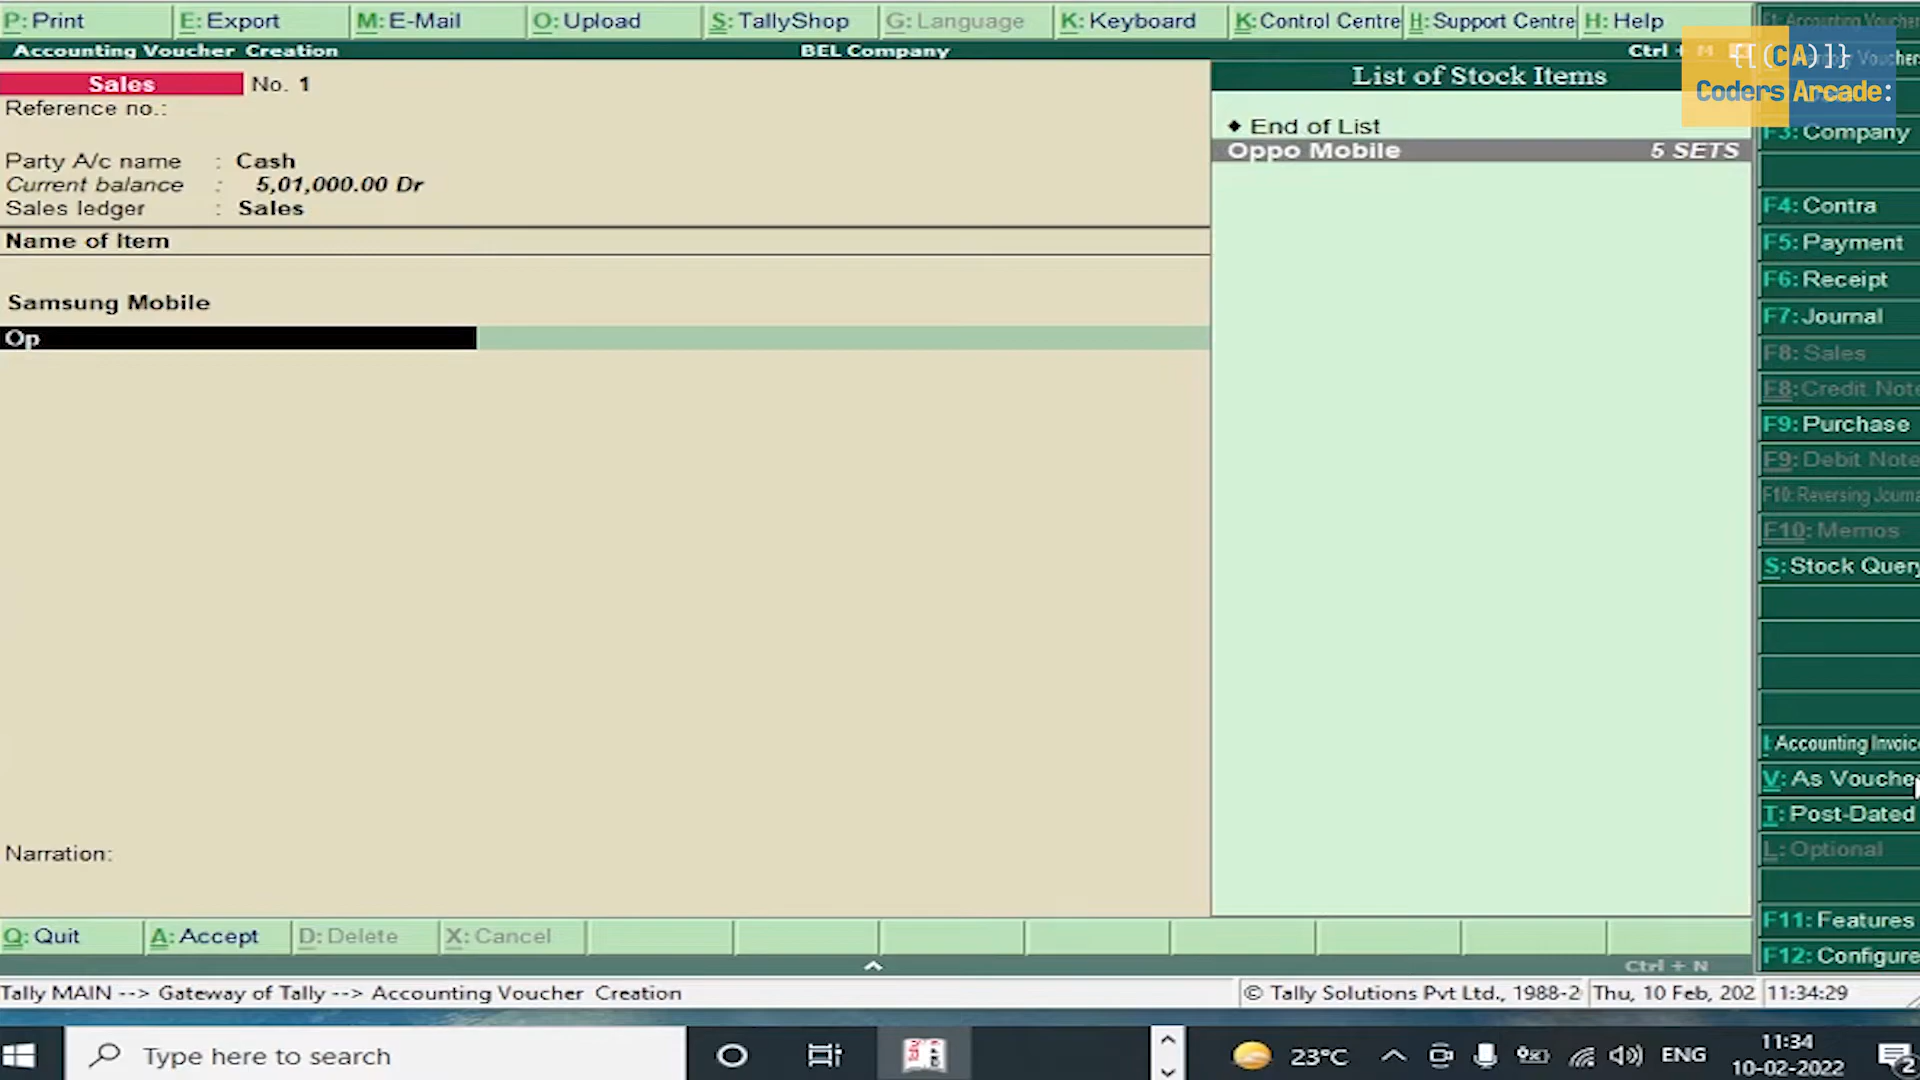 P: Print E: Export M: E-Mail O: Upload S: TallyShop G: Language K: Keyboard K: Control Centre H: Support Centre H: Help
Accounting Voucher Creation BEL Company Ctrl + M
Sales No. 1
Reference no.:
Party A/c name : Cash
Current balance : 5,01,000.00 Dr
Sales ledger : Sales
Name of Item
Samsung Mobile
Op
Narration:
List of Stock Items
♦ End of List
Oppo Mobile 5 SETS
{[(CA)]}
Coders Arcade:
F3: Company
F4: Contra
F5: Payment
F6: Receipt
F7: Journal
F8: Sales
F8: Credit Note
F9: Purchase
F9: Debit Note
F10: Reversing Journa
F10: Memos
S: Stock Query
I: Accounting Invoic
V: As Vouche
T: Post-Dated
L: Optional
F11: Features
F12: Configure
Q: Quit A: Accept D: Delete X: Cancel
Ctrl + N
Tally MAIN --> Gateway of Tally --> Accounting Voucher Creation © Tally Solutions Pvt Ltd., 1988-2 Thu, 10 Feb, 202 11:34:29
Type here to search 23°C ENG 11:34
10-02-2022 2